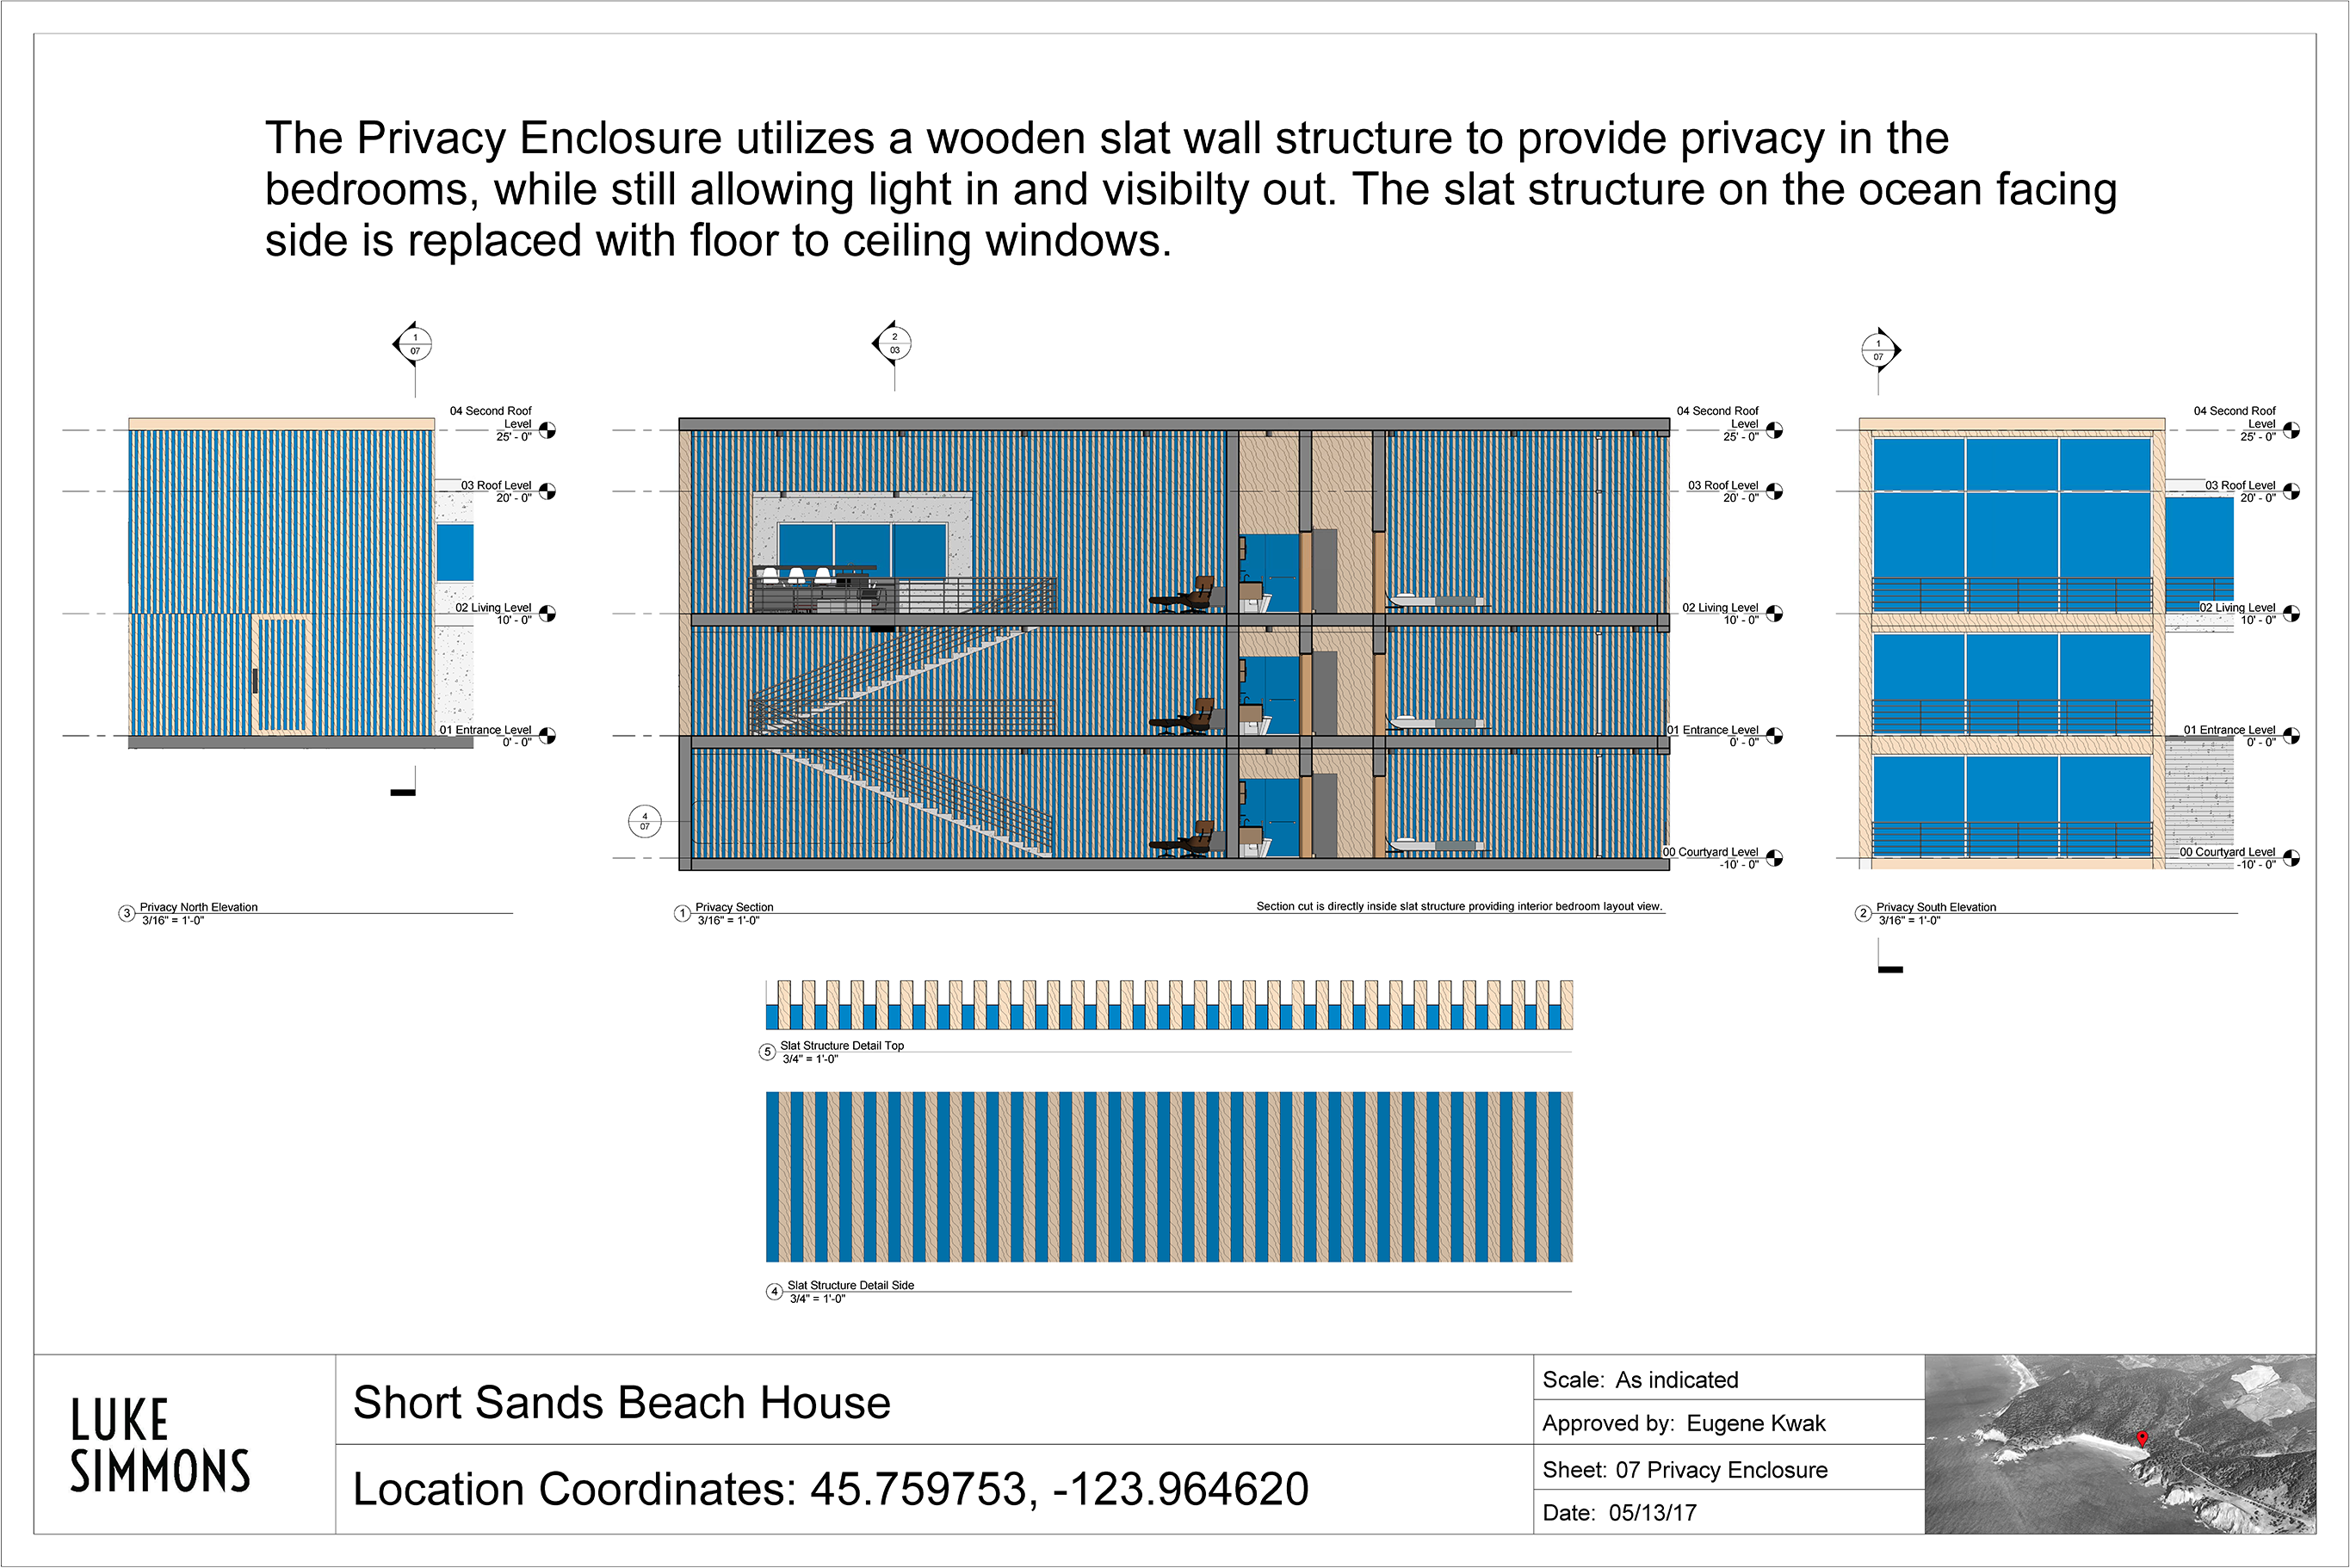 The Privacy Enclosure utilizes a wooden slat wall structure to provide privacy in the
bedrooms, while still allowing light in and visibilty out. The slat structure on the ocean facing
side is replaced with floor to ceiling windows.
1
07
2
03
1
07
04 Second Roof
Level
25' - 0"
03 Roof Level
20' - 0"
02 Living Level
10' - 0"
01 Entrance Level
0' - 0"
04 Second Roof
Level
25' - 0"
03 Roof Level
20' - 0"
02 Living Level
10' - 0"
01 Entrance Level
0' - 0"
4
07
00 Courtyard Level
-10' - 0"
04 Second Roof
Level
25' - 0"
03 Roof Level
20' - 0"
02 Living Level
10' - 0"
01 Entrance Level
0' - 0"
00 Courtyard Level
-10' - 0"
3 Privacy North Elevation
3/16" = 1'-0"
1 Privacy Section
3/16" = 1'-0"
Section cut is directly inside slat structure providing interior bedroom layout view.
2 Privacy South Elevation
3/16" = 1'-0"
5 Slat Structure Detail Top
3/4" = 1'-0"
4 Slat Structure Detail Side
3/4" = 1'-0"
LUKE
SIMMONS
Short Sands Beach House
Location Coordinates: 45.759753, -123.964620
Scale: As indicated
Approved by: Eugene Kwak
Sheet: 07 Privacy Enclosure
Date: 05/13/17